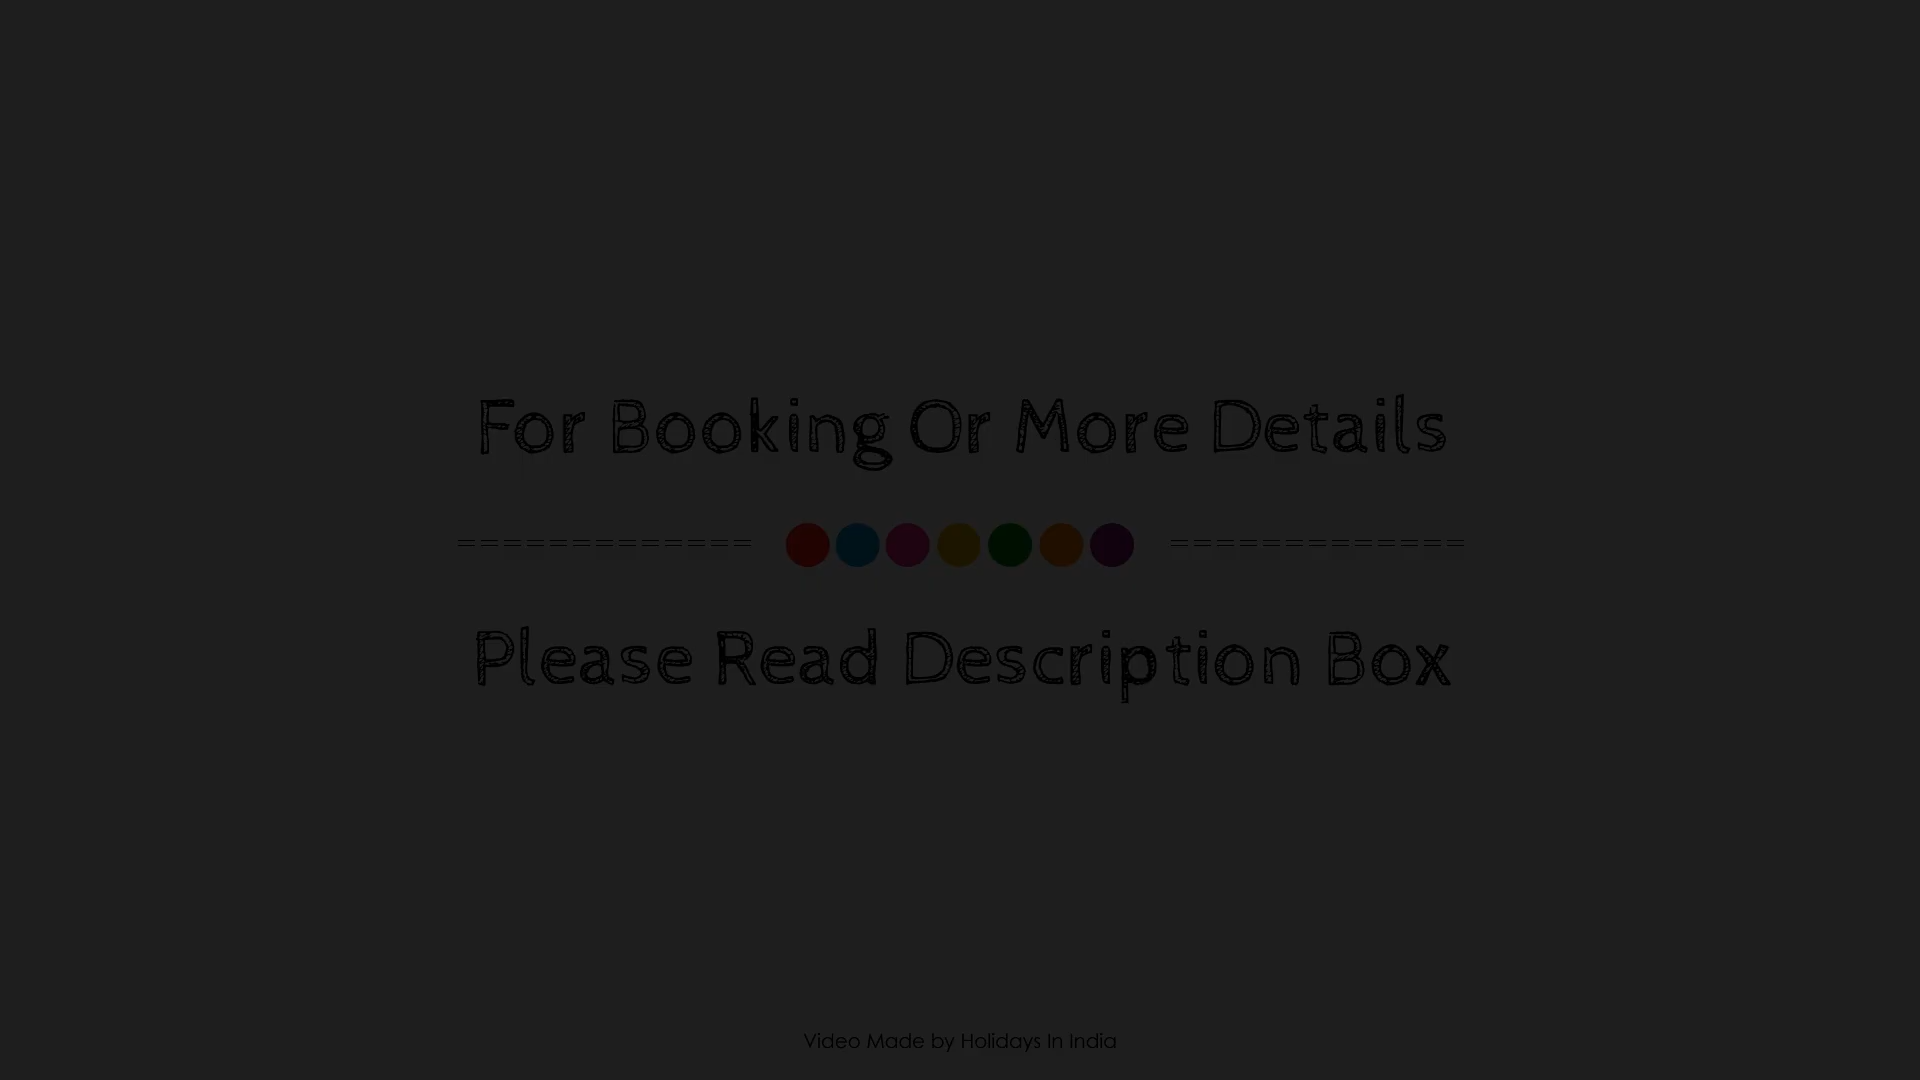 For Booking Or More Details
============= =============
Please Read Description Box
Video Made by Holidays In India